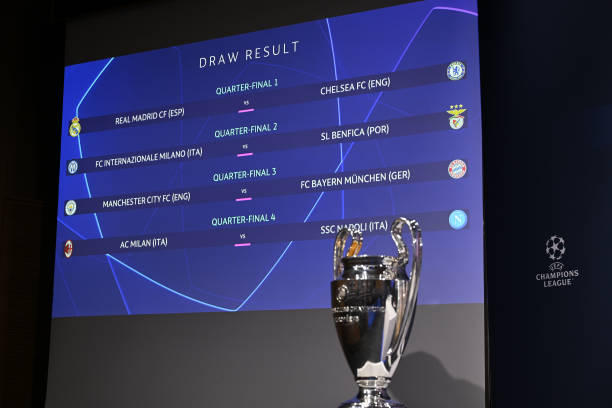 DRAW RESULT
QUARTER-FINAL 1
REAL MADRID CF (ESP)
VS
CHELSEA FC (ENG)
QUARTER-FINAL 2
FC INTERNAZIONALE MILANO (ITA)
VS
SL BENFICA (POR)
QUARTER-FINAL 3
MANCHESTER CITY FC (ENG)
VS
FC BAYERN MÜNCHEN (GER)
QUARTER-FINAL 4
AC MILAN (ITA)
VS
SSC NAPOLI (ITA)
UEFA
CHAMPIONS
LEAGUE